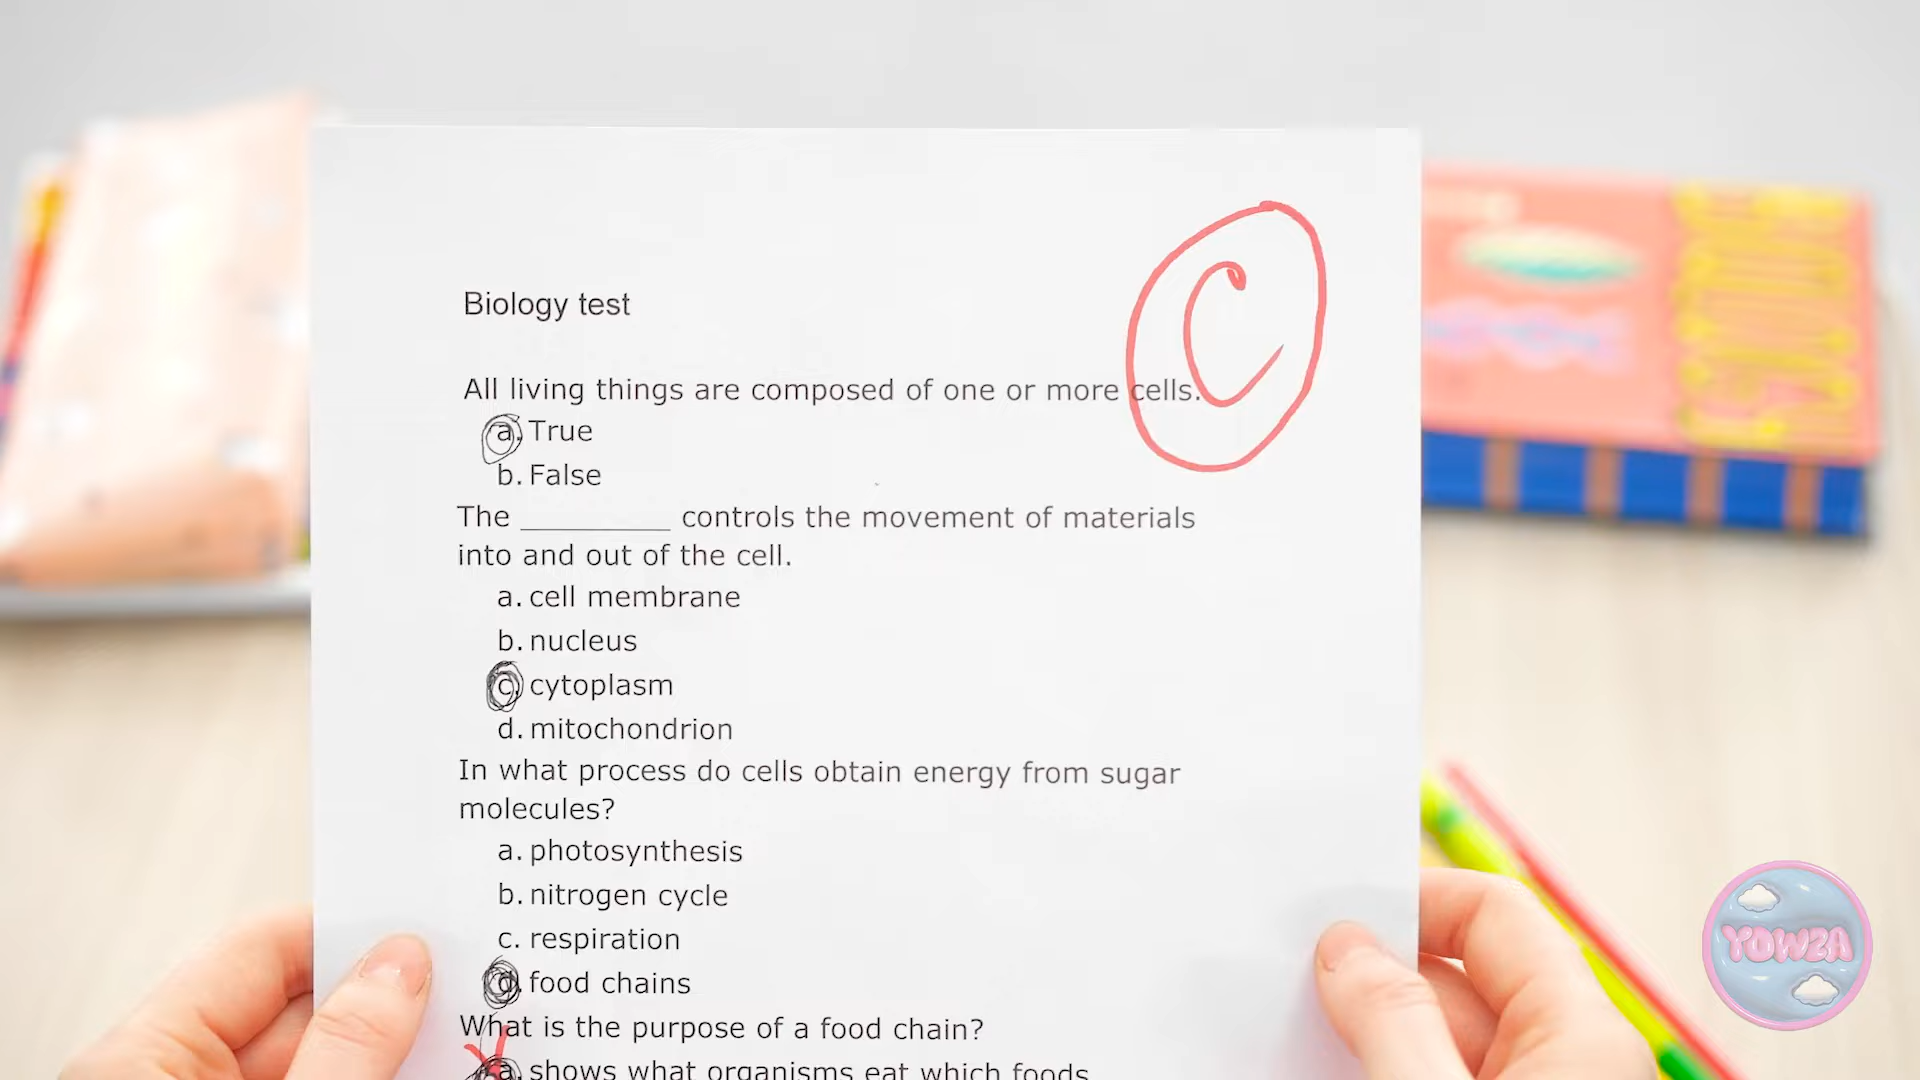 C
Biology test
All living things are composed of one or more cells.
a. True
b. False
The __________ controls the movement of materials
into and out of the cell.
a. cell membrane
b. nucleus
c. cytoplasm
d. mitochondrion
In what process do cells obtain energy from sugar
molecules?
a. photosynthesis
b. nitrogen cycle
c. respiration
d. food chains
What is the purpose of a food chain?
a. shows what organisms eat which foods
YOWZA